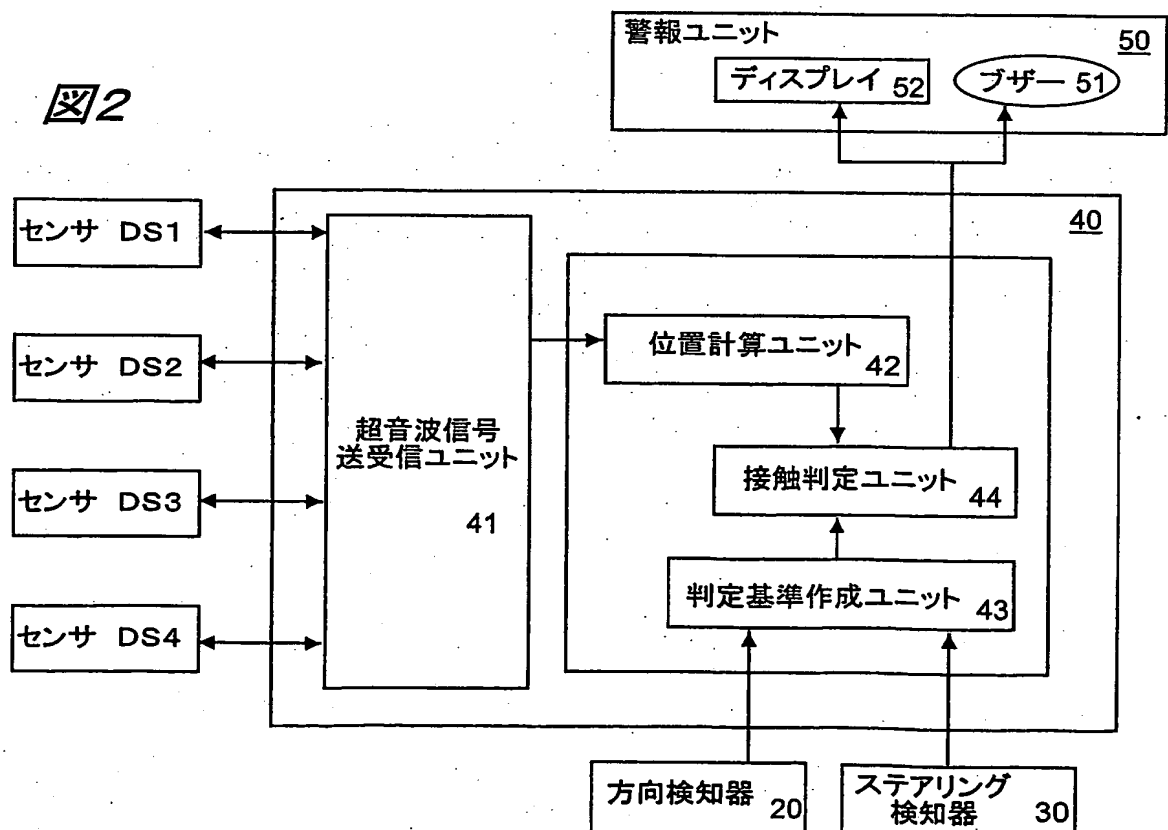 図2
警報ユニット
50
ディスプレイ 52
ブザー 51
40
センサ DS1
センサ DS2
センサ DS3
センサ DS4
超音波信号
送受信ユニット
41
位置計算ユニット
42
接触判定ユニット
44
判定基準作成ユニット
43
方向検知器
20
ステアリング
検知器 30